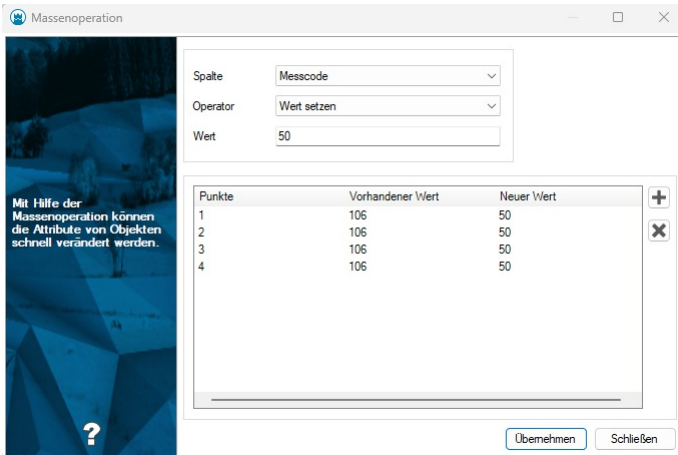 Massenoperation
Mit Hilfe der
Massenoperation können
die Attribute von Objekten
schnell verändert werden.
?
Spalte Messcode
Operator Wert setzen
Wert 50
Punkte Vorhandener Wert Neuer Wert
1 106 50
2 106 50
3 106 50
4 106 50
Übernehmen Schließen